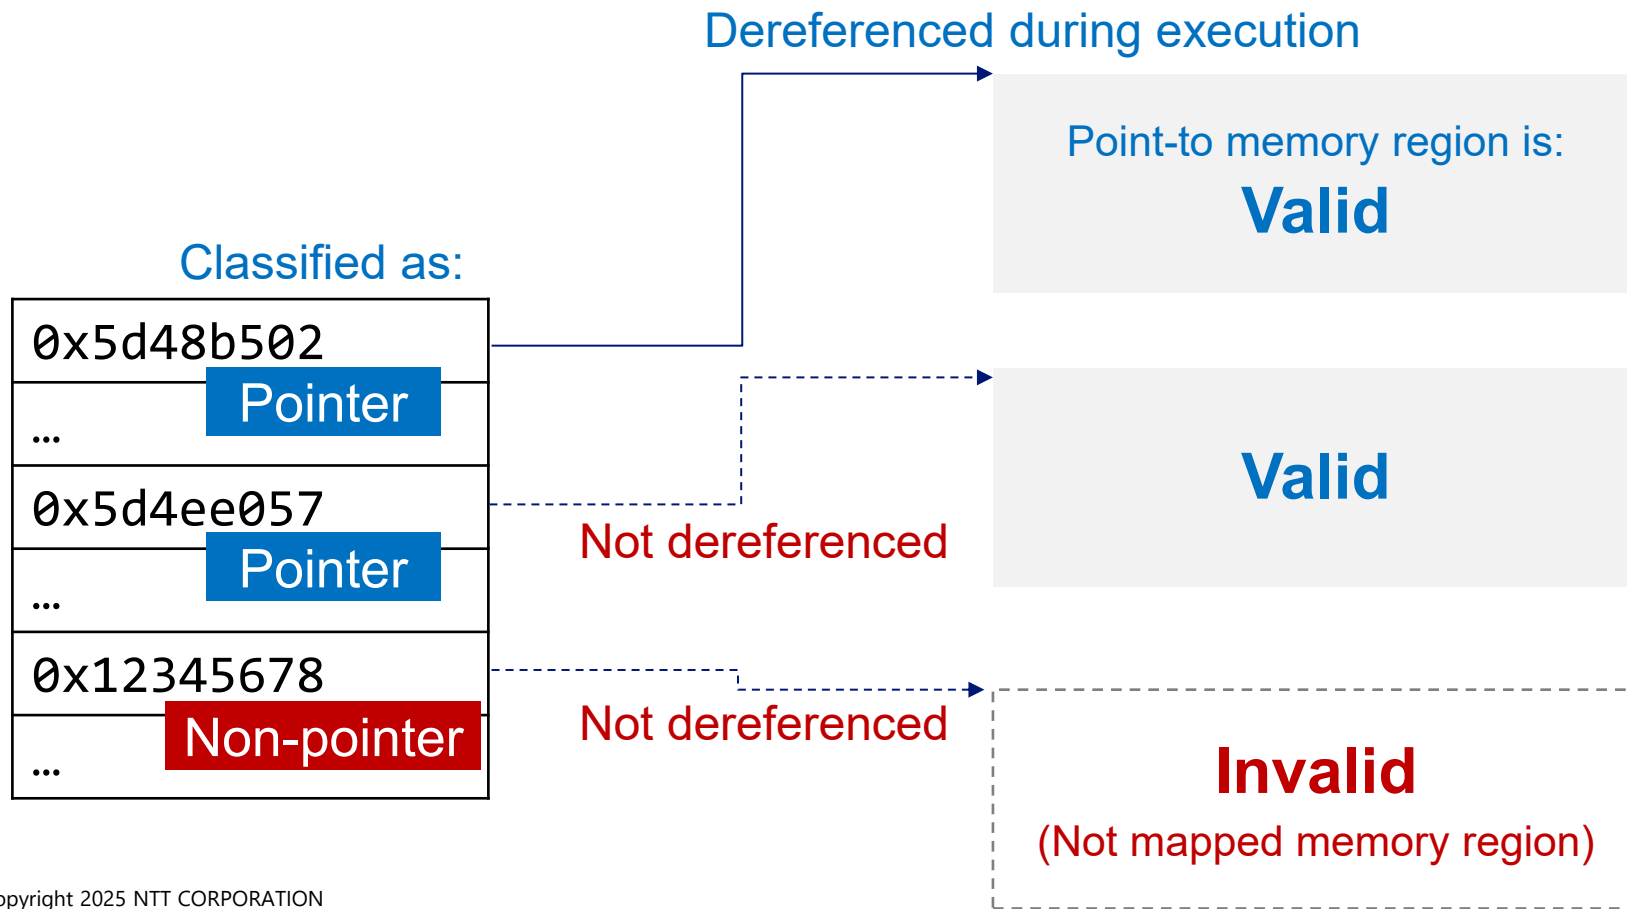 Dereferenced during execution
Point-to memory region is:
Valid
Classified as:
0x5d48b502
Pointer
…
Valid
0x5d4ee057
Not dereferenced
Pointer
…
0x12345678
Not dereferenced
Non-pointer
…
Invalid
(Not mapped memory region)
opyright 2025 NTT CORPORATION